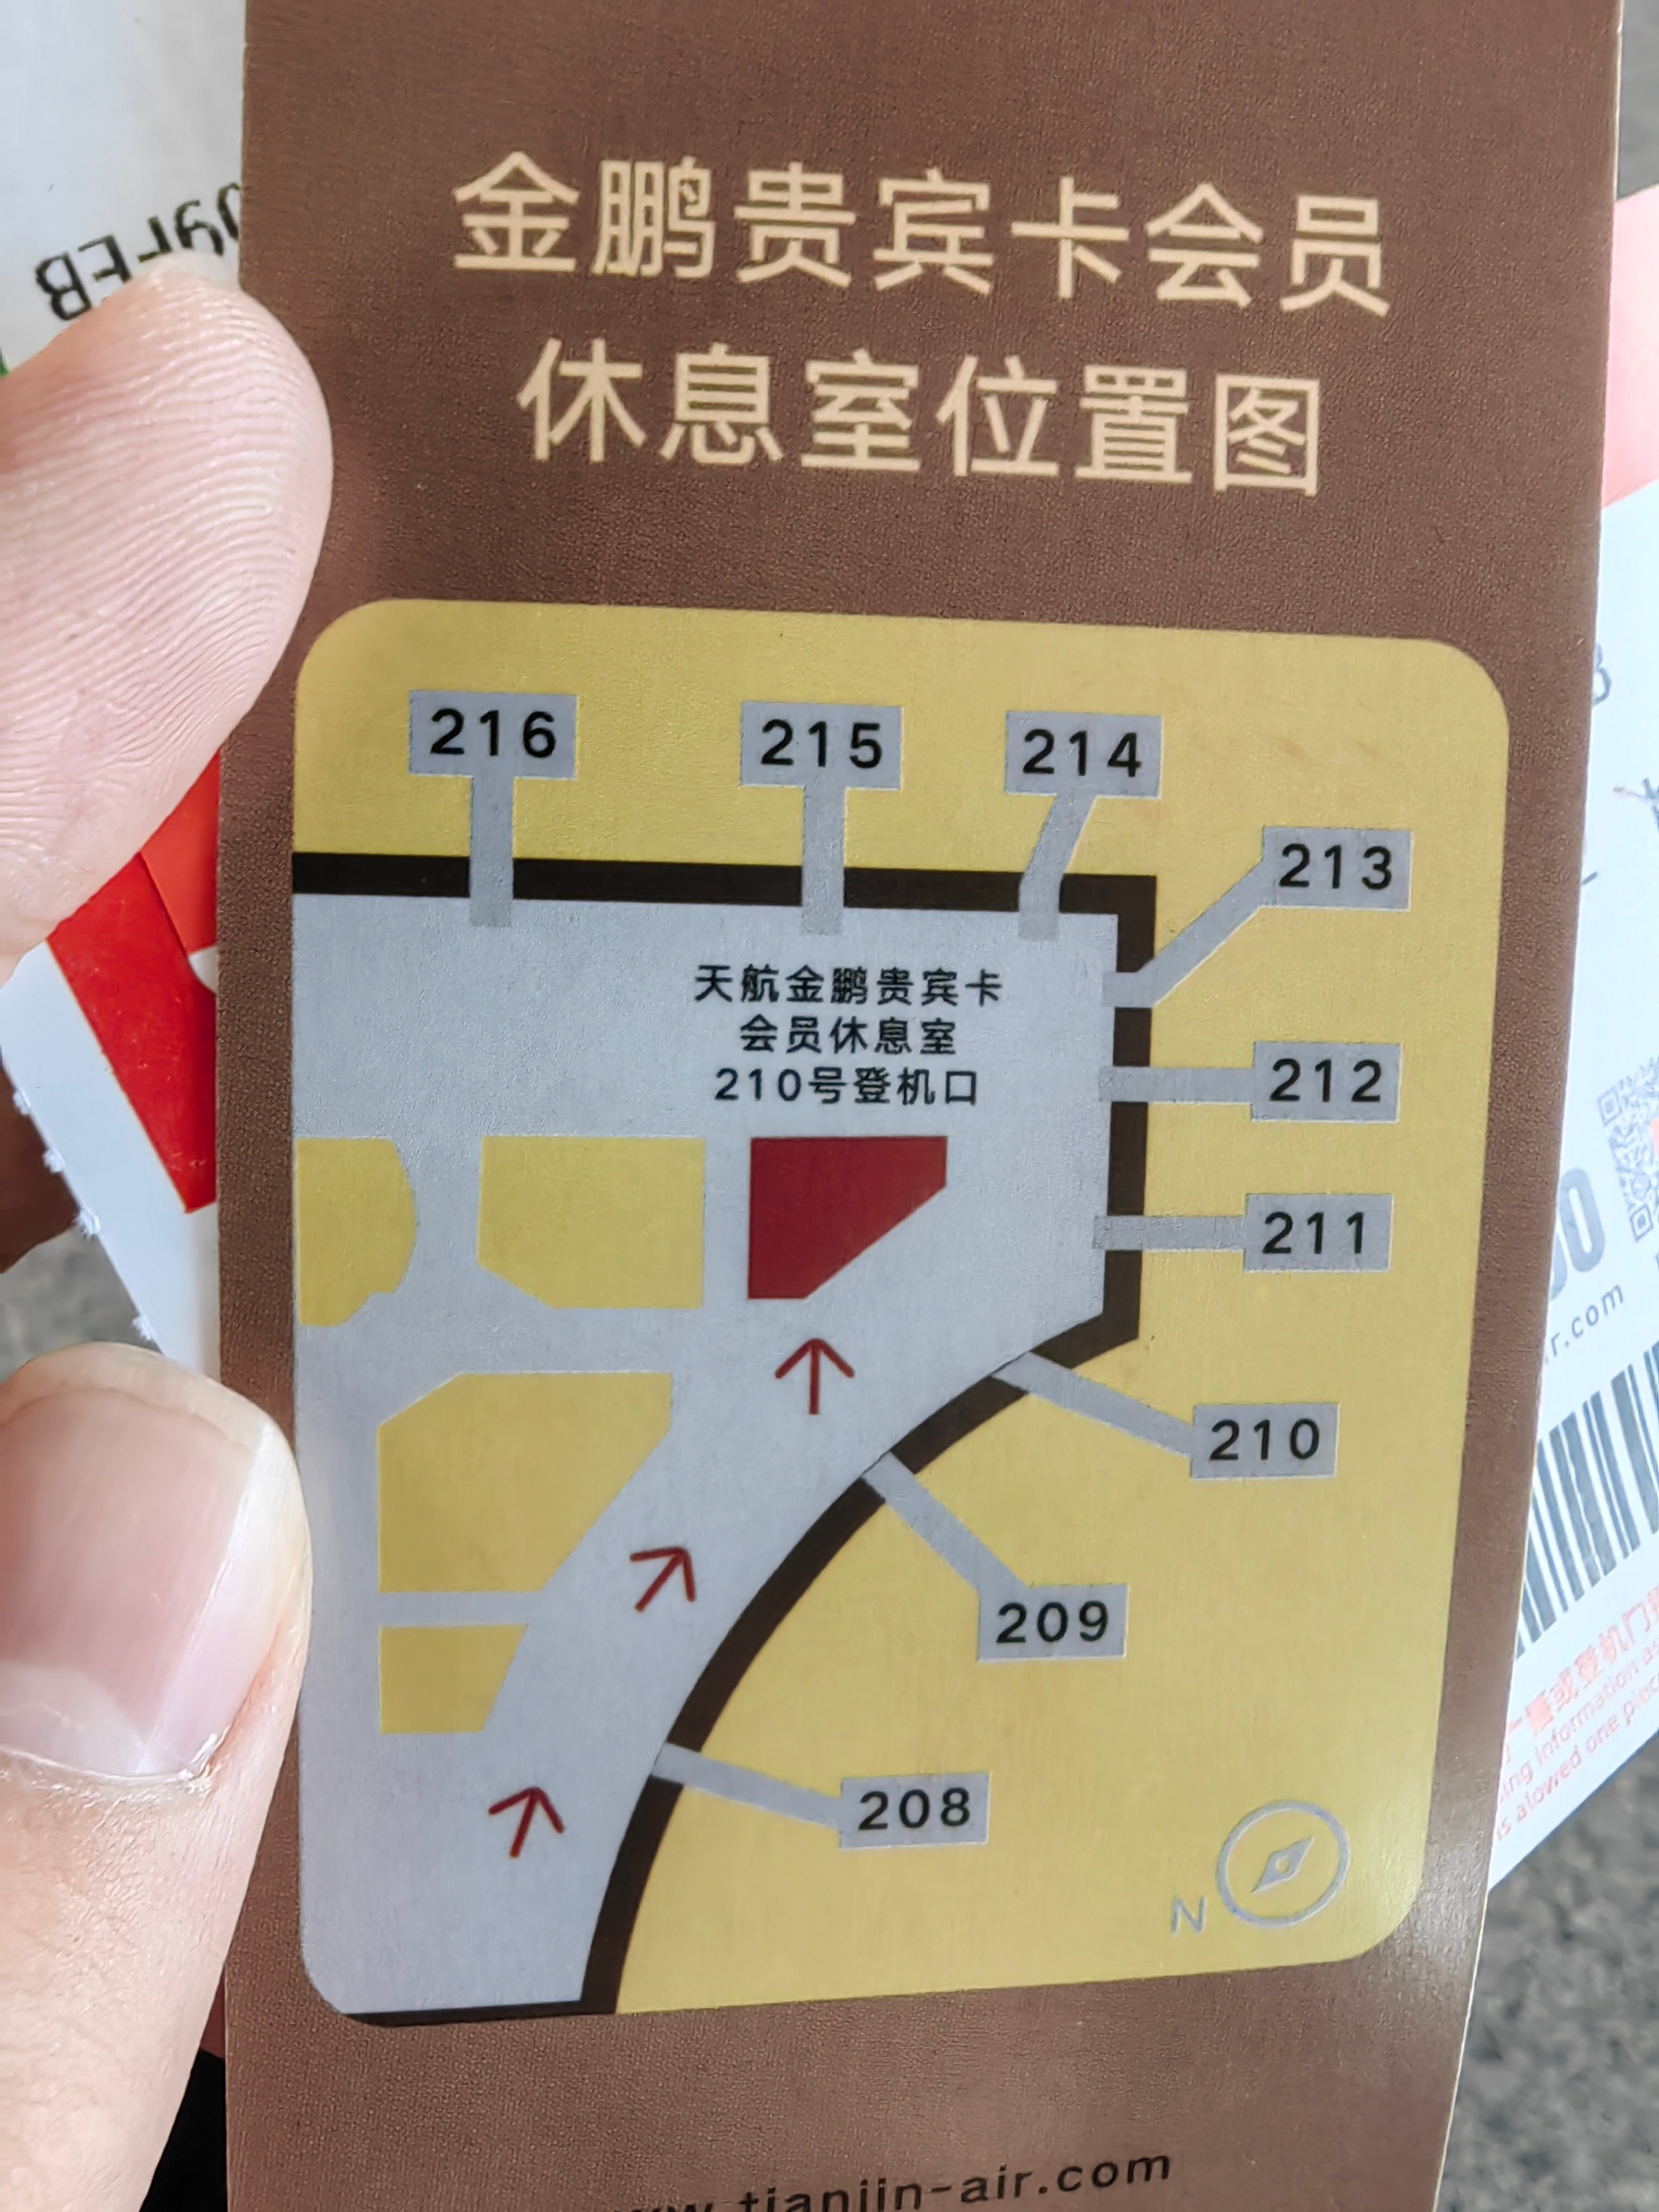 金鹏贵宾卡会员
休息室位置图
09FEB
216
215
214
213
天航金鹏贵宾卡
会员休息室
210号登机口
212
211
210
209
208
N
tianjin-air.com